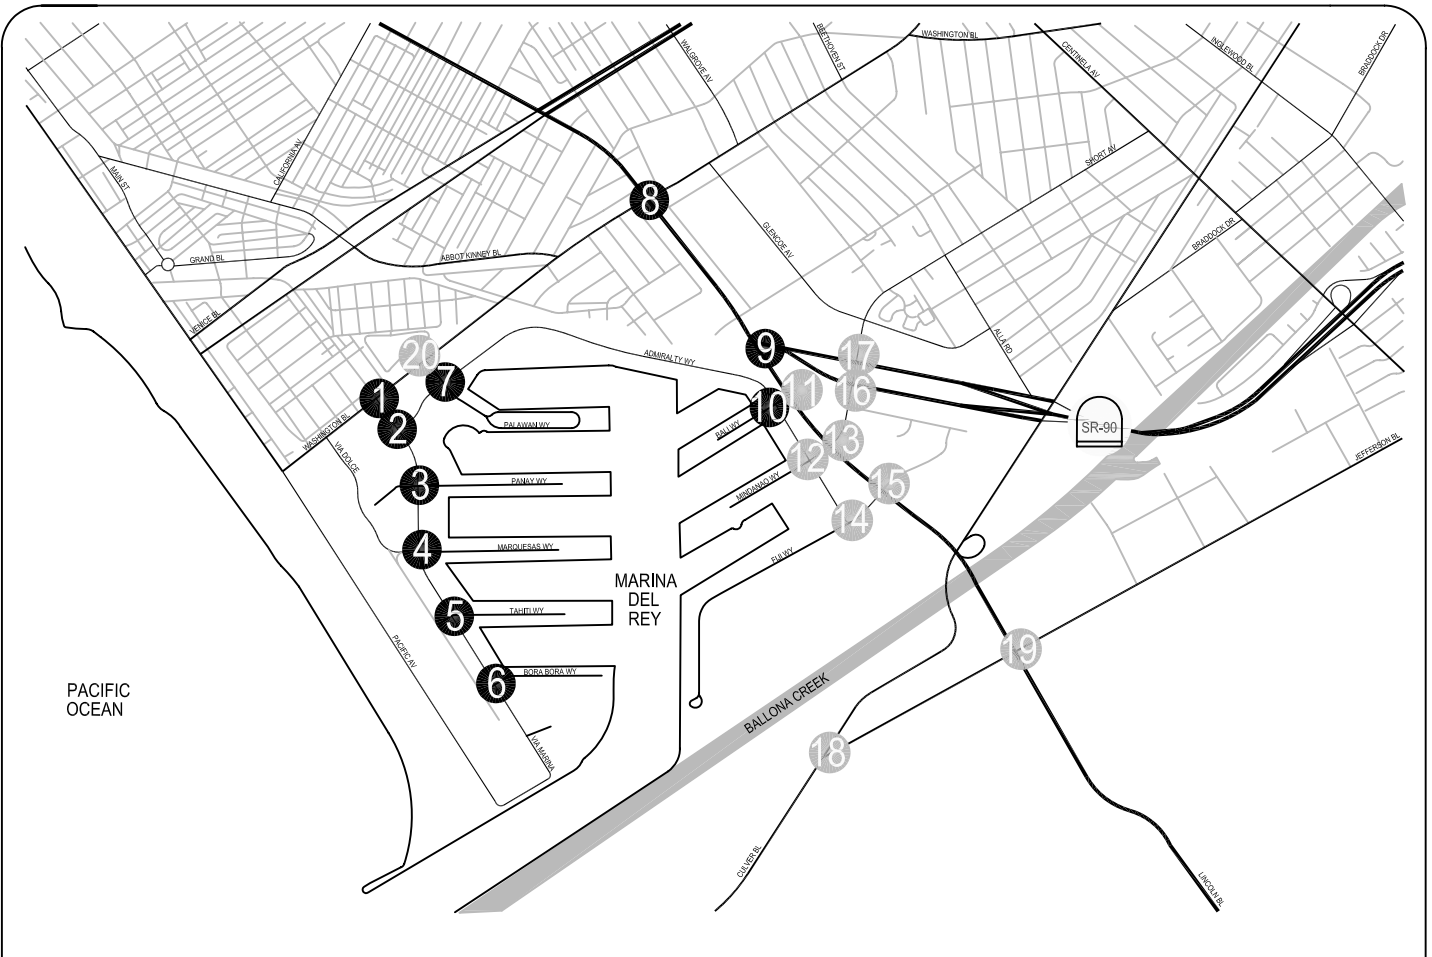 WASHINGTON BL
WALGROVE AV
BEETHOVEN ST
CENTINELA AV
INGLEWOOD BL
BRADDOCK DR
MAIN ST
CALIFORNIA AV
SHORT AV
8
GLENCOE AV
BRADDOCK DR
GRAND BL
ABBOT KINNEY BL
VENICE BL
ALLA RD
20
7
ADMIRALTY WY
9
17
1
11
16
2
10
WASHINGTON BL
PALAWAN WY
BALI WY
13
SR-90
JEFFERSON BL
VIA DOLCE
12
3
PANAY WY
MINDANAO WY
15
14
4
MARQUESAS WY
FIJI WY
MARINA
DEL
REY
5
TAHITI WY
PACIFIC AV
19
6
BORA BORA WY
PACIFIC
OCEAN
BALLONA CREEK
VIA MARINA
18
CULVER BL
LINCOLN BL